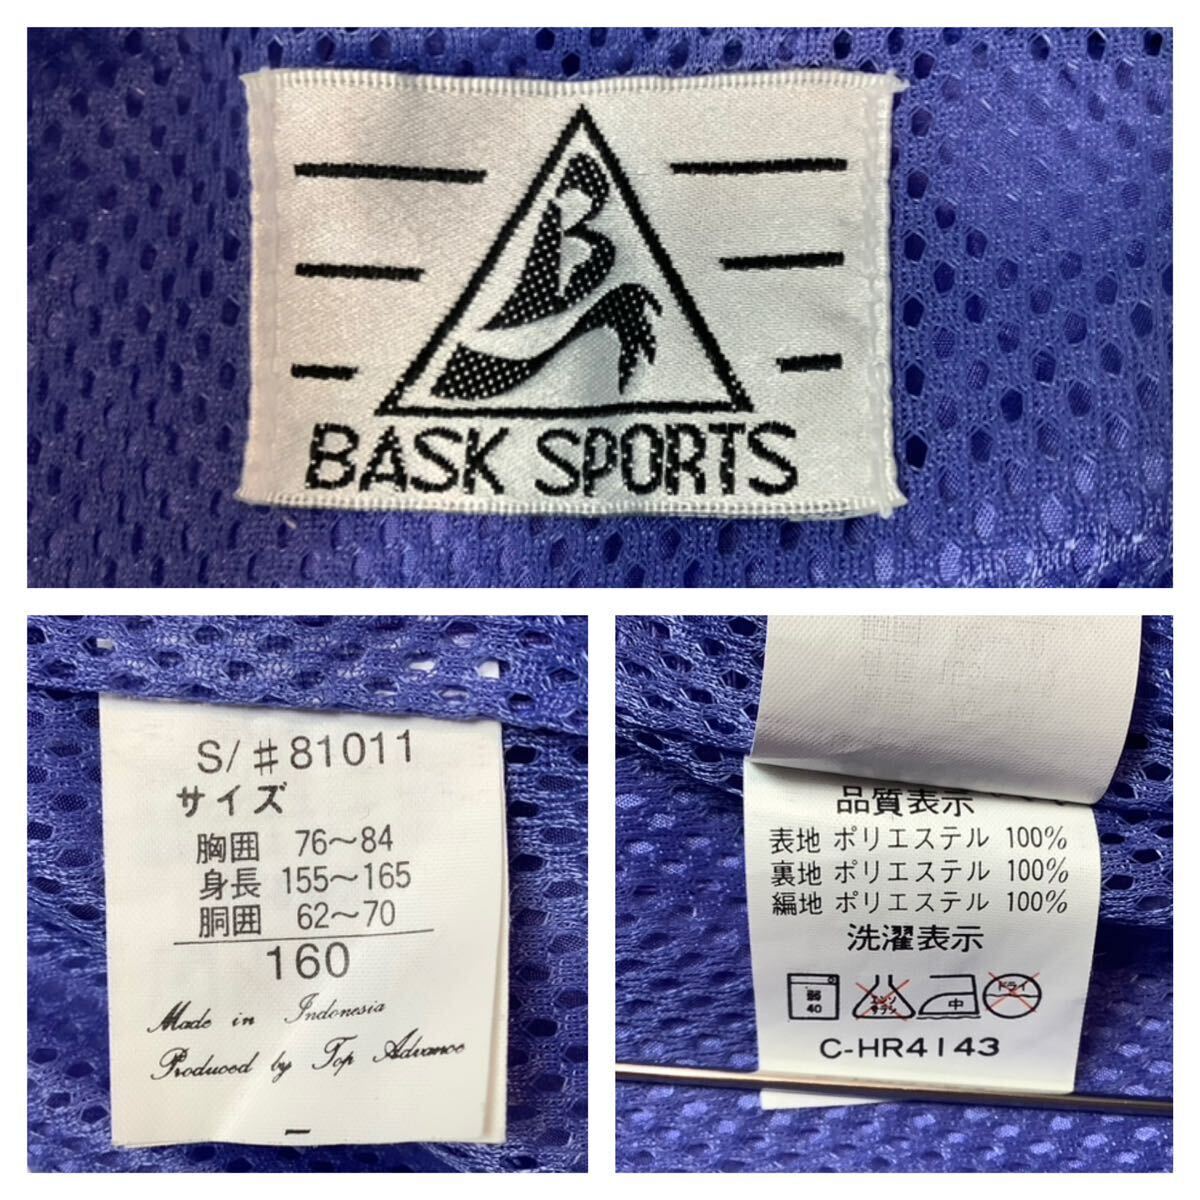 BASK SPORTS
S/♯81011
サイズ
胸囲 76〜84
身長 155〜165
胴囲 62〜70
160
Made in Indonesia
Produced by Top Advance
品質表示
表地 ポリエステル 100%
裏地 ポリエステル 100%
編地 ポリエステル 100%
洗濯表示
弱 40 エンソサラシ 中 ドライ
C-HR4143